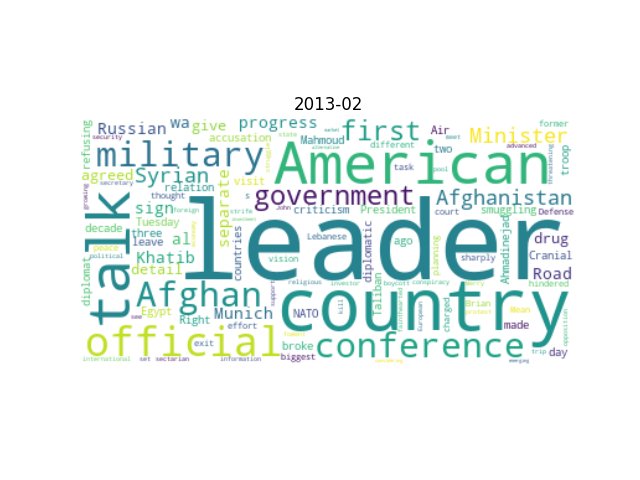 2013-02
refusing
Russian
wa
give
progress
first
Air
Minister
former
security
military
accusation
Mahmoud
different
two
advanced
troop
agreed
Syrian
American
task
pool
threatening
growing
secretary
relation
visit
government
Afghanistan
decade
thought
sign
separate
s
strife
John
criticism
President
court
smuggling
Defense
talk
Tuesday
three
leave
al
countries
foreign
leader
Lebanese
diplomatic
ago
planning
sharply
Ahmadinejad
drug
Cranial
peace
political
Khatib
detail
vision
Taliban
Road
hindered
diplomat
Afghan
religious
investor
boycott
conspiracy
country
Egypt
Right
Munich
support
NATO
kill
fainthearted
European
charged
Brian
protest
Mean
made
opposition
official
effort
exit
broke
biggest
conference
trip
day
international
set
sectarian
information
emerging